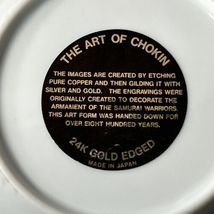 THE ART OF CHOKIN
THE IMAGES ARE CREATED BY ETCHING
PURE COPPER AND THEN GILDING IT WITH
SILVER AND GOLD. THE ENGRAVINGS WERE
ORIGINALLY CREATED TO DECORATE THE
ARMANENT OF THE SAMURAI WARRIORS.
THIS ART FORM WAS HANDED DOWN FOR
OVER EIGHT HUNDRED YEARS.
24K GOLD EDGED
MADE IN JAPAN